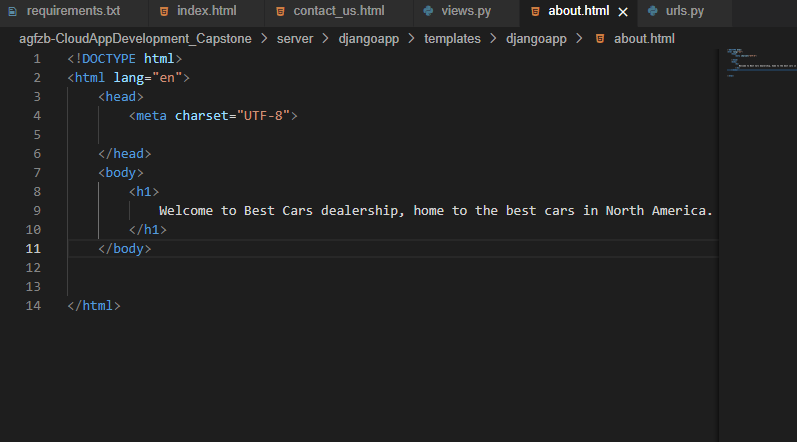 requirements.txt index.html contact_us.html views.py about.html urls.py
agfzb-CloudAppDevelopment_Capstone > server > djangoapp > templates > djangoapp > about.html
1 <!DOCTYPE html>
2 <html lang="en">
3 <head>
4 <meta charset="UTF-8">
5
6 </head>
7 <body>
8 <h1>
9 Welcome to Best Cars dealership, home to the best cars in North America.
10 </h1>
11 </body>
12
13
14 </html>